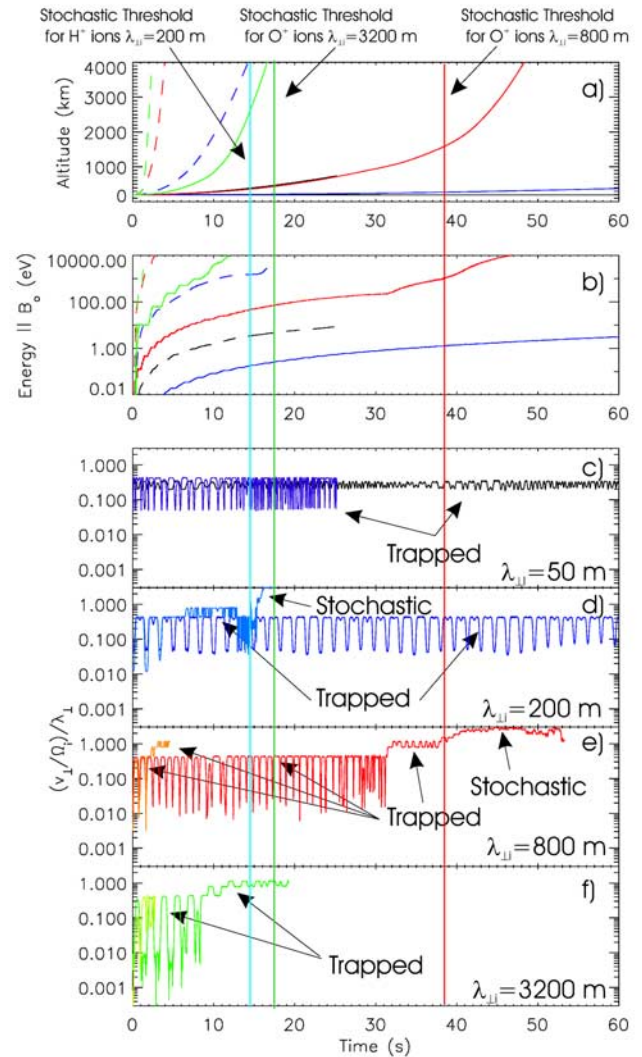 Stochastic Threshold
for H⁺ ions λ⊥i=200 m
Stochastic Threshold
for O⁺ ions λ⊥i=3200 m
Stochastic Threshold
for O⁺ ions λ⊥i=800 m
Altitude (km)
4000
3000
2000
1000
0
a)
0 10 20 30 40 50 60
Energy || B₀ (eV)
10000.00
100.00
1.00
0.01
b)
0 10 20 30 40 50 60
(v⊥/Ωi)/λ⊥
1.000
0.100
0.010
0.001
c)
Trapped
λ⊥i=50 m
1.000
0.100
0.010
0.001
d)
Stochastic
Trapped
λ⊥i=200 m
1.000
0.100
0.010
0.001
e)
Stochastic
Trapped
λ⊥i=800 m
1.000
0.100
0.010
0.001
f)
Trapped
λ⊥i=3200 m
0 10 20 30 40 50 60
Time (s)